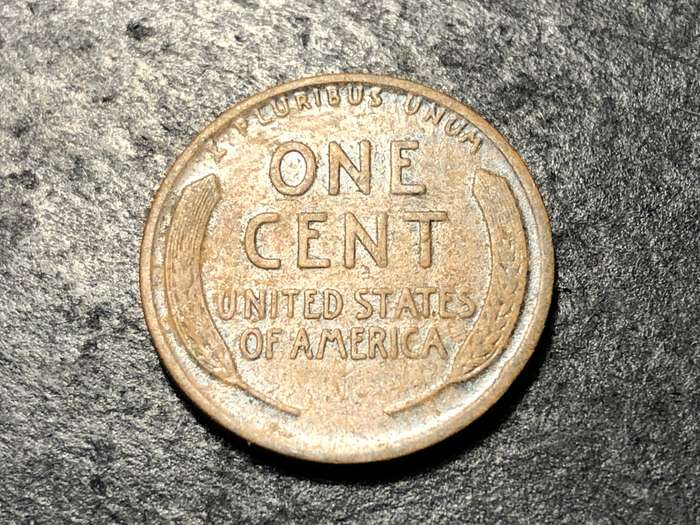 E PLURIBUS UNUM
ONE
CENT
UNITED STATES
OF AMERICA